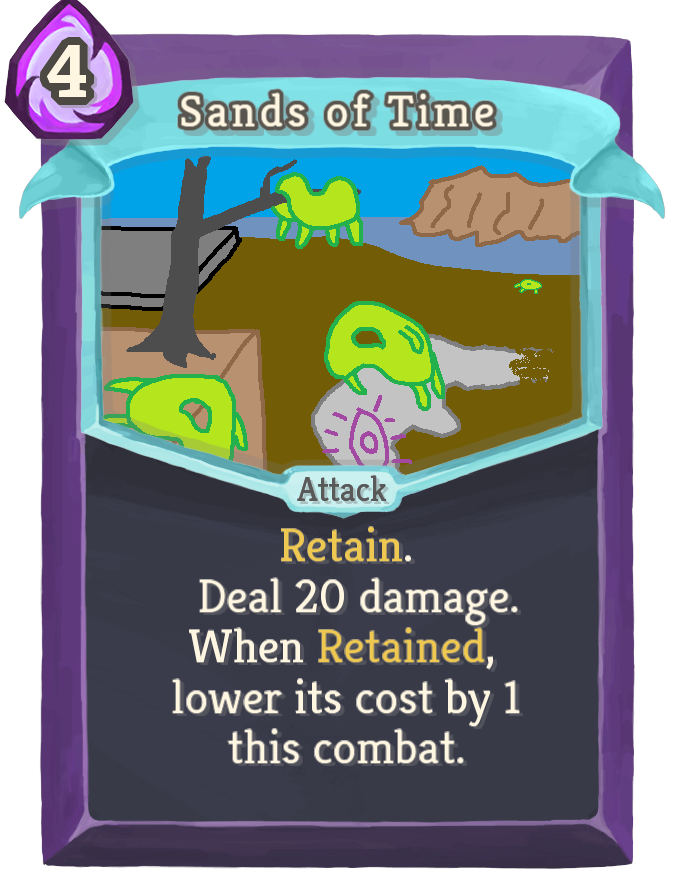 4
Sands of Time
Attack
Retain.
Deal 20 damage.
When Retained,
lower its cost by 1
this combat.